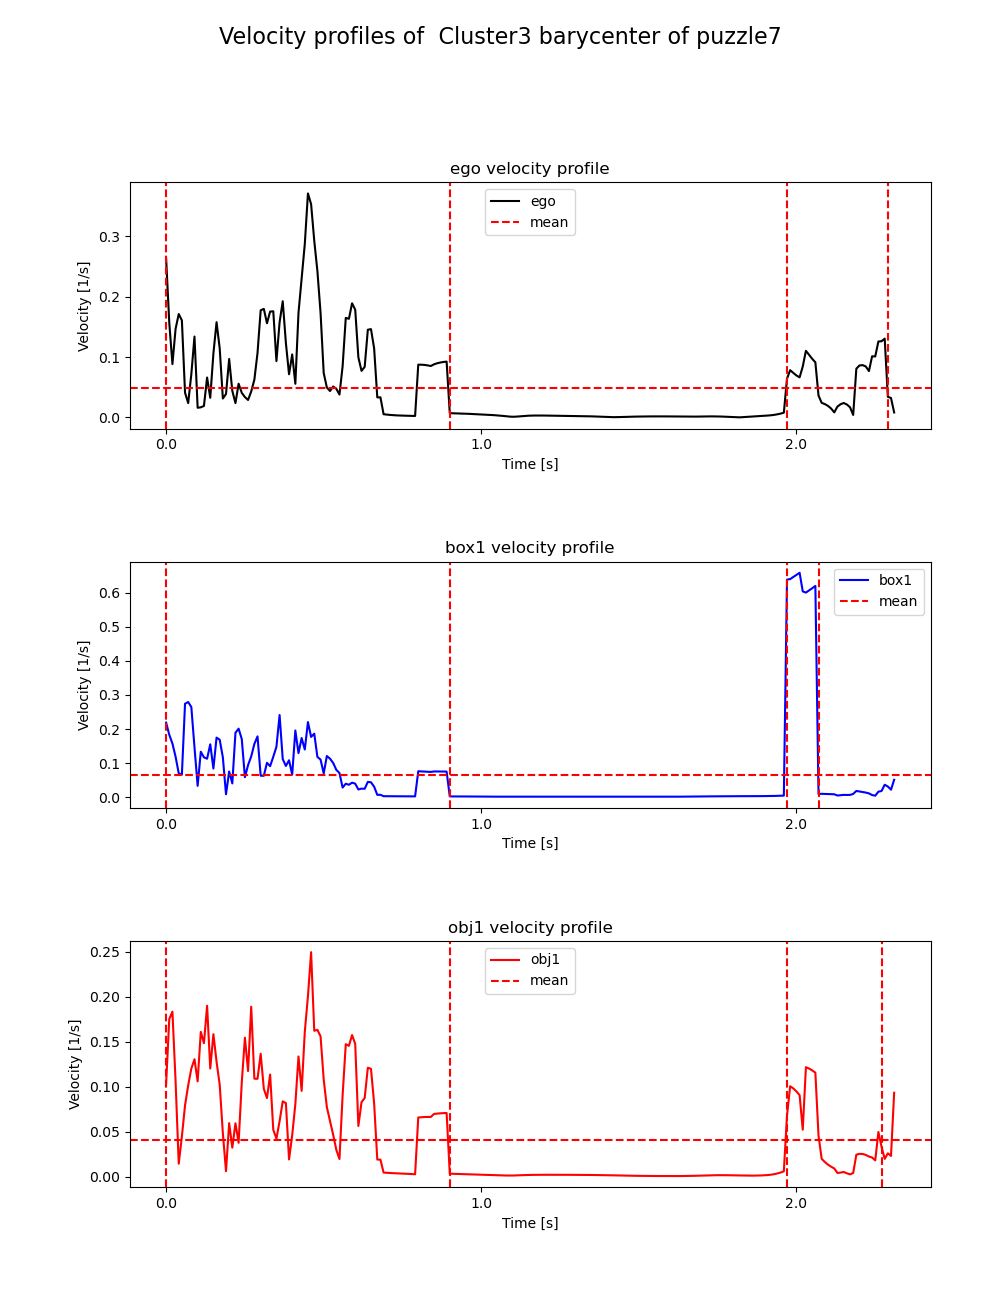 Velocity profiles of  Cluster3 barycenter of puzzle7
ego velocity profile
ego
mean
Velocity [1/s]
0.3
0.2
0.1
0.0
0.0 1.0 2.0
Time [s]
box1 velocity profile
box1
mean
Velocity [1/s]
0.6
0.5
0.4
0.3
0.2
0.1
0.0
0.0 1.0 2.0
Time [s]
obj1 velocity profile
obj1
mean
Velocity [1/s]
0.25
0.20
0.15
0.10
0.05
0.00
0.0 1.0 2.0
Time [s]